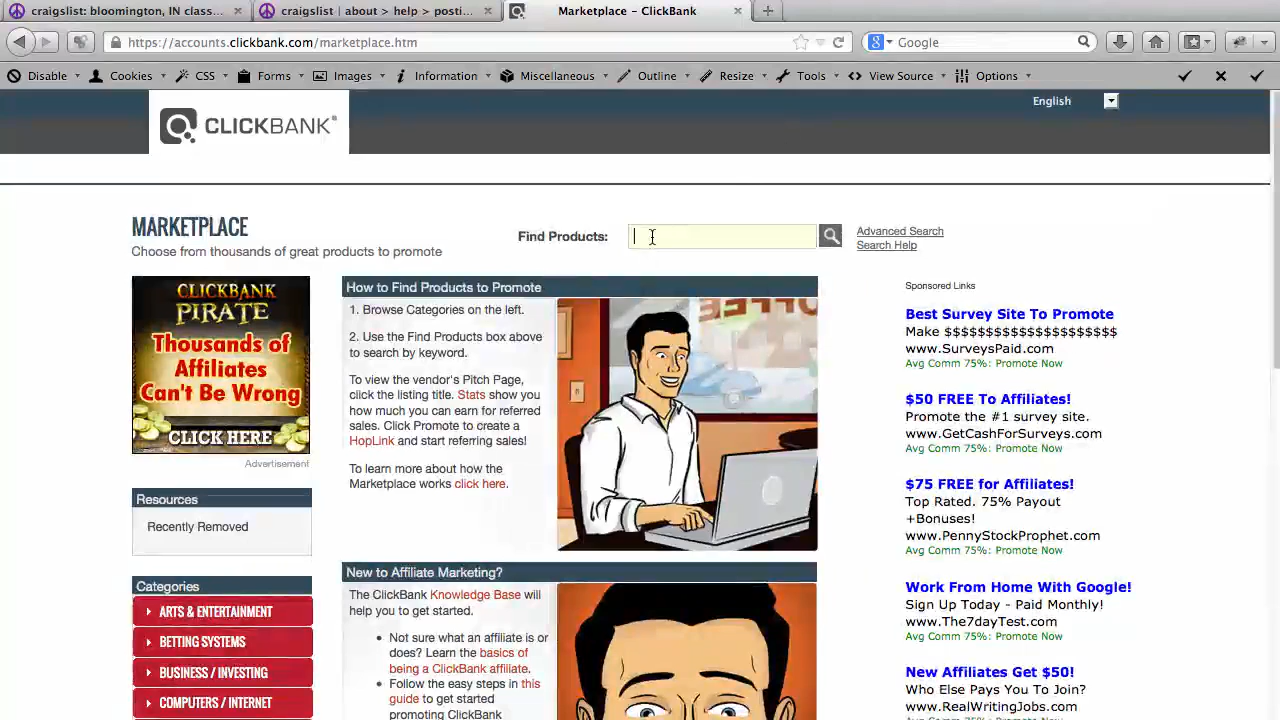 craigslist: bloomington, IN class...
craigslist | about > help > posti...
Marketplace - ClickBank
https://accounts.clickbank.com/marketplace.htm
Google
Disable
Cookies
CSS
Forms
Images
Information
Miscellaneous
Outline
Resize
Tools
View Source
Options
English
CLICKBANK®
MARKETPLACE
Choose from thousands of great products to promote
Find Products:
Advanced Search
Search Help
CLICKBANK
PIRATE
Thousands of
Affiliates
Can't Be Wrong
CLICK HERE
Advertisement
Resources
Recently Removed
Categories
ARTS & ENTERTAINMENT
BETTING SYSTEMS
BUSINESS / INVESTING
COMPUTERS / INTERNET
How to Find Products to Promote
1. Browse Categories on the left.
2. Use the Find Products box above
to search by keyword.
To view the vendor's Pitch Page,
click the listing title. Stats show you
how much you can earn for referred
sales. Click Promote to create a
HopLink and start referring sales!
To learn more about how the
Marketplace works click here.
New to Affiliate Marketing?
The ClickBank Knowledge Base will
help you to get started.
• Not sure what an affiliate is or
does? Learn the basics of
being a ClickBank affiliate.
• Follow the easy steps in this
guide to get started
promoting ClickBank
Sponsored Links
Best Survey Site To Promote
Make $$$$$$$$$$$$$$$$$$$$$
www.SurveysPaid.com
Avg Comm 75%: Promote Now
$50 FREE To Affiliates!
Promote the #1 survey site.
www.GetCashForSurveys.com
Avg Comm 75%: Promote Now
$75 FREE for Affiliates!
Top Rated. 75% Payout
+Bonuses!
www.PennyStockProphet.com
Avg Comm 75%: Promote Now
Work From Home With Google!
Sign Up Today - Paid Monthly!
www.The7dayTest.com
Avg Comm 75%: Promote Now
New Affiliates Get $50!
Who Else Pays You To Join?
www.RealWritingJobs.com